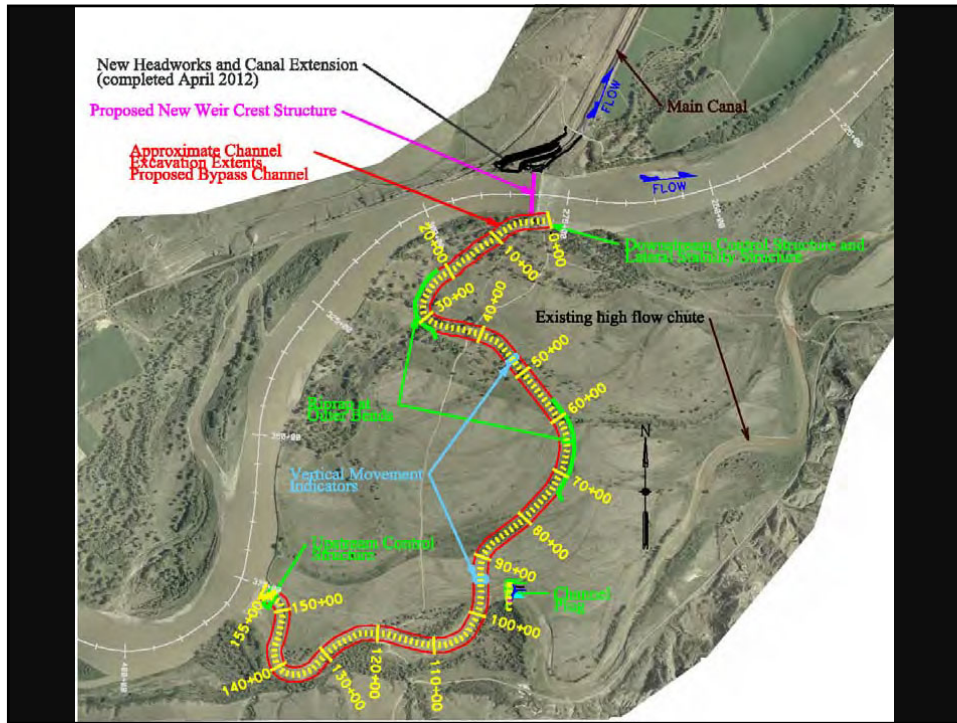 New Headworks and Canal Extension
(completed April 2012)
Main Canal
FLOW
Proposed New Weir Crest Structure
Approximate Channel
Excavation Extents,
Proposed Bypass Channel
FLOW
Downstream Control Structure and
Lateral Stability Structure
0+00
10+00
20+00
30+00
40+00
Existing high flow chute
50+00
60+00
Riprap at
Outer Bends
N
Vertical Movement
Indicators
70+00
80+00
Upstream Control
Structure
90+00
Channel
Plug
100+00
110+00
120+00
130+00
140+00
150+00
155+00
275+00